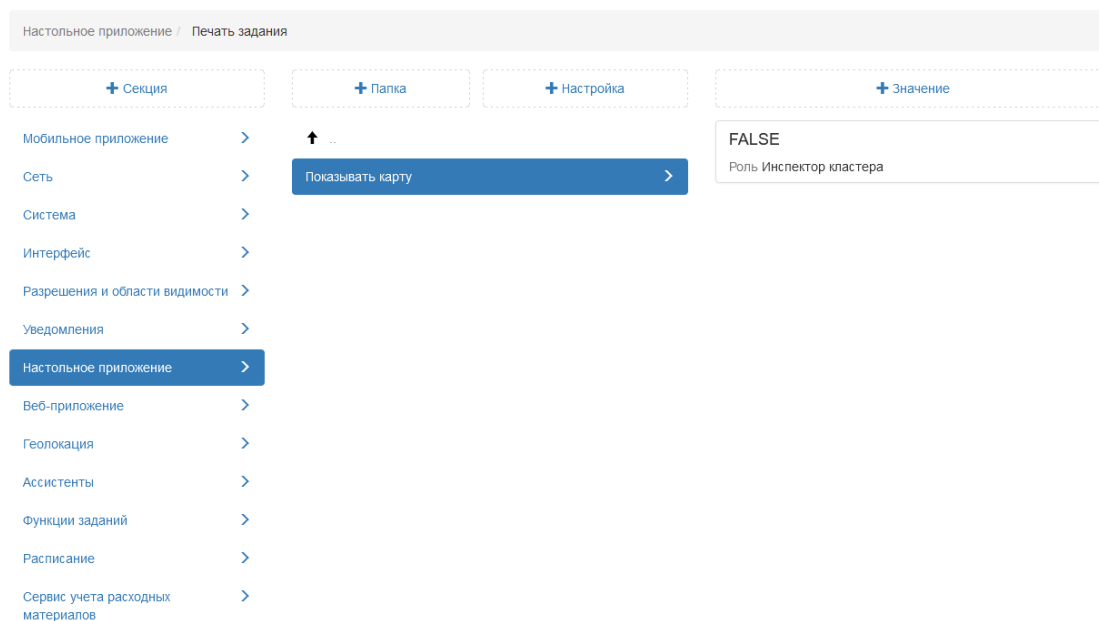 Настольное приложение / Печать задания
Секция
Папка
Настройка
Значение
Мобильное приложение
Сеть
Система
Интерфейс
Разрешения и области видимости
Уведомления
Настольное приложение
Веб-приложение
Геолокация
Ассистенты
Функции заданий
Расписание
Сервис учета расходных
материалов
..
Показывать карту
FALSE
Роль Инспектор кластера